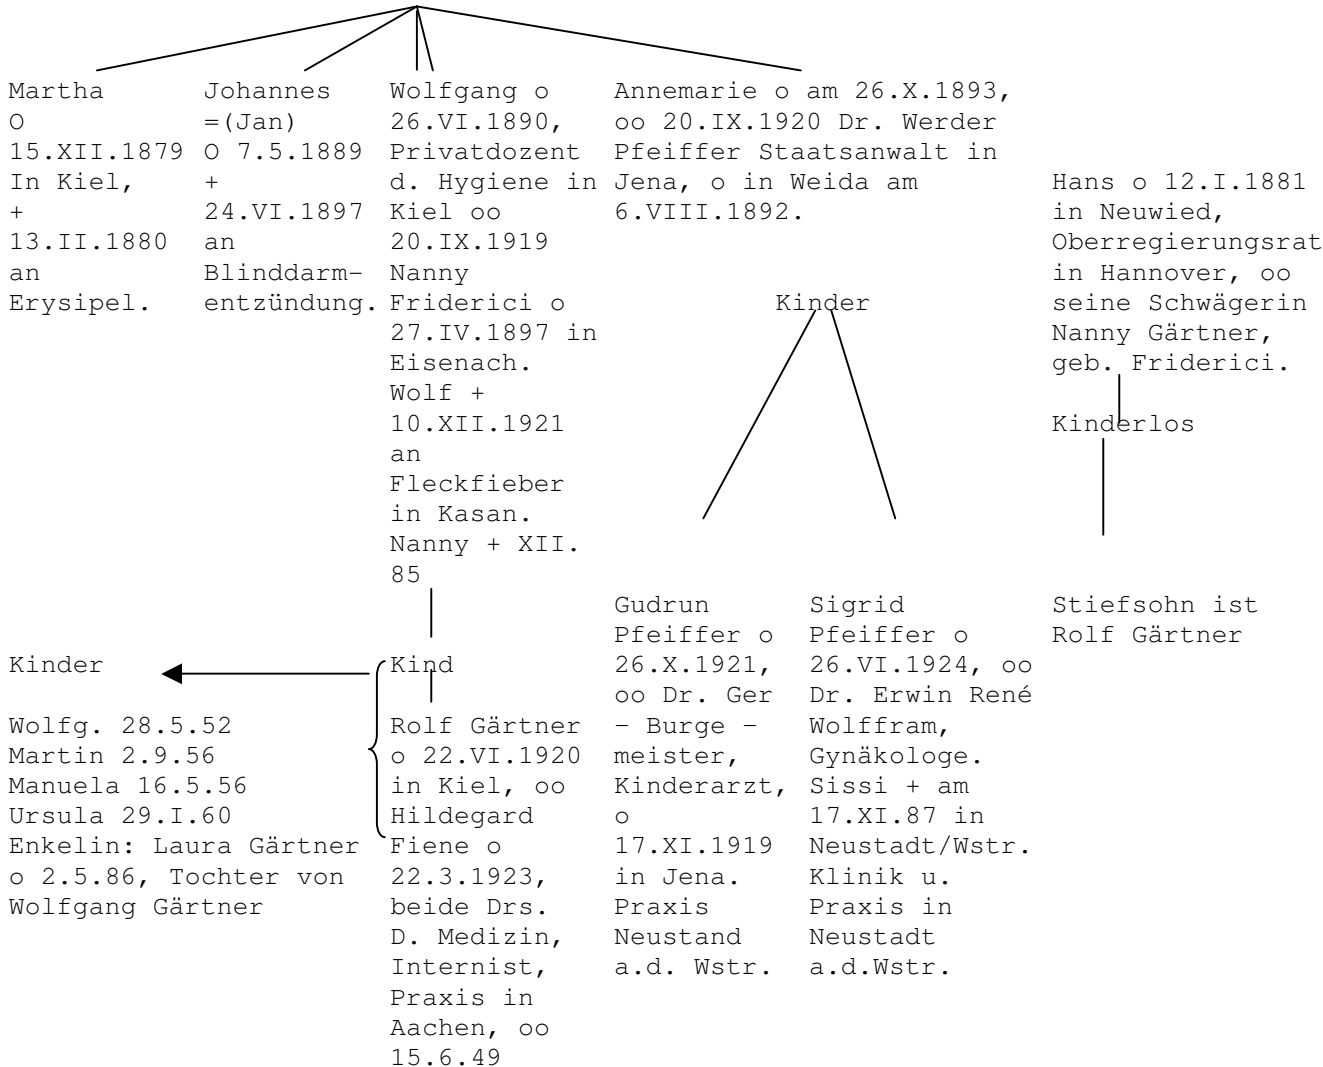 Martha
O
15.XII.1879
In Kiel,
+
13.II.1880
an
Erysipel.
Johannes
=(Jan)
O 7.5.1889
+
24.VI.1897
an
Blinddarm-
entzündung.
Wolfgang o
26.VI.1890,
Privatdozent
d. Hygiene in
Kiel oo
20.IX.1919
Nanny
Friderici o
27.IV.1897 in
Eisenach.
Wolf +
10.XII.1921
an
Fleckfieber
in Kasan.
Nanny + XII.
85
Annemarie o am 26.X.1893,
oo 20.IX.1920 Dr. Werder
Pfeiffer Staatsanwalt in
Jena, o in Weida am
6.VIII.1892.
Kinder
Hans o 12.I.1881
in Neuwied,
Oberregierungsrat
in Hannover, oo
seine Schwägerin
Nanny Gärtner,
geb. Friderici.
Kinderlos
Kinder
Wolfg. 28.5.52
Martin 2.9.56
Manuela 16.5.56
Ursula 29.I.60
Enkelin: Laura Gärtner
o 2.5.86, Tochter von
Wolfgang Gärtner
Kind
Rolf Gärtner
o 22.VI.1920
in Kiel, oo
Hildegard
Fiene o
22.3.1923,
beide Drs.
D. Medizin,
Internist,
Praxis in
Aachen, oo
15.6.49
Gudrun
Pfeiffer o
26.X.1921,
oo Dr. Ger
- Burge -
meister,
Kinderarzt,
o
17.XI.1919
in Jena.
Praxis
Neustand
a.d. Wstr.
Sigrid
Pfeiffer o
26.VI.1924, oo
Dr. Erwin René
Wolffram,
Gynäkologe.
Sissi + am
17.XI.87 in
Neustadt/Wstr.
Klinik u.
Praxis in
Neustadt
a.d.Wstr.
Stiefsohn ist
Rolf Gärtner